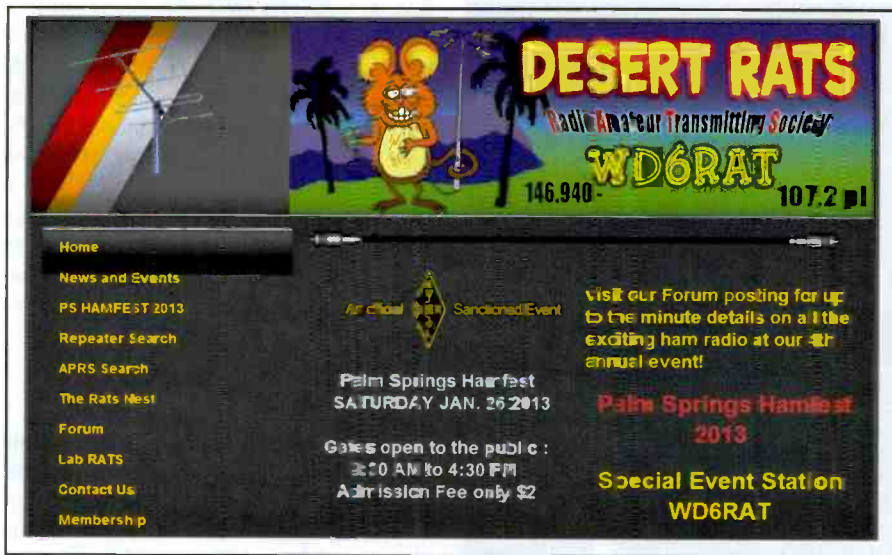 DESERT RATS
Radio Amateur Transmitting Society
WD6RAT
146.940 -
107.2 pl
Home
News and Events
PS HAMFEST 2013
Repeater Search
APRS Search
The Rats Nest
Forum
Lab RATS
Contact Us
Membership
An official Sanctioned Event
Palm Springs Hamfest
SATURDAY JAN. 26 2013
Gates open to the public :
AM to 4:30 PM
Admission Fee only $2
Visit our Forum posting for up
to the minute details on all the
exciting ham radio at our 4th
annual event!
Palm Springs Hamfest
2013
Special Event Station
WD6RAT